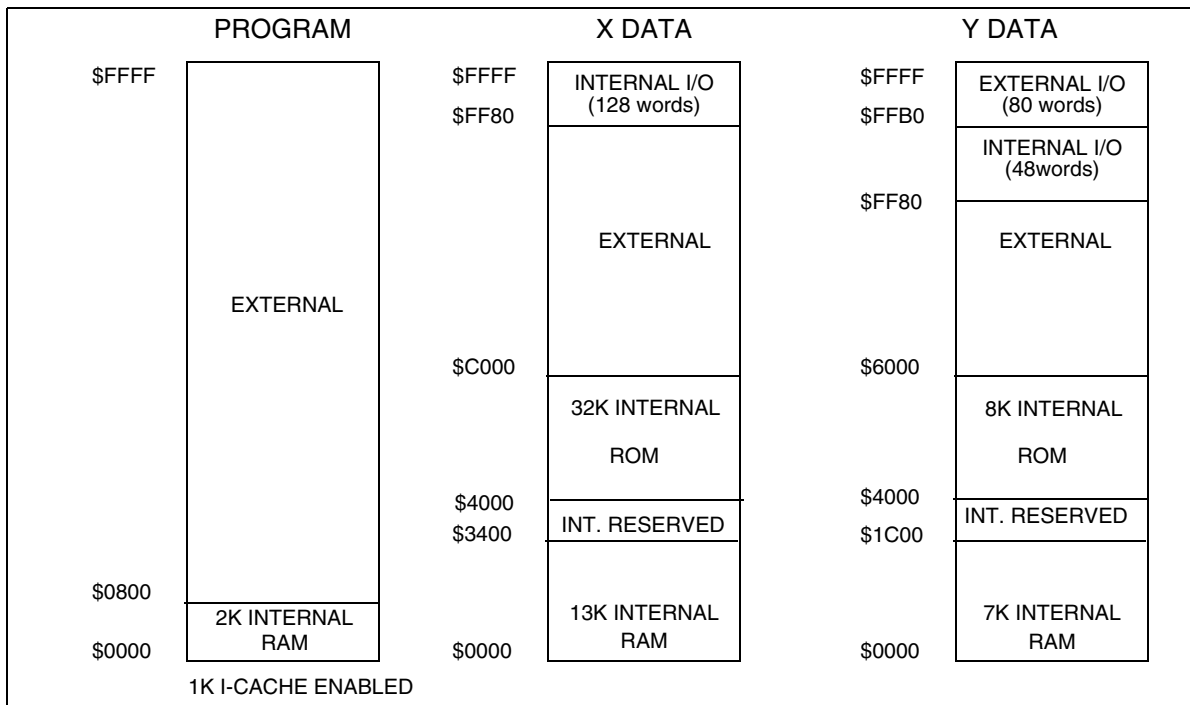 PROGRAM
$FFFF
EXTERNAL
$0800
2K INTERNAL
RAM
$0000
1K I-CACHE ENABLED
X DATA
$FFFF
INTERNAL I/O
(128 words)
$FF80
EXTERNAL
$C000
32K INTERNAL
ROM
$4000
INT. RESERVED
$3400
13K INTERNAL
RAM
$0000
Y DATA
$FFFF
EXTERNAL I/O
(80 words)
$FFB0
INTERNAL I/O
(48words)
$FF80
EXTERNAL
$6000
8K INTERNAL
ROM
$4000
INT. RESERVED
$1C00
7K INTERNAL
RAM
$0000